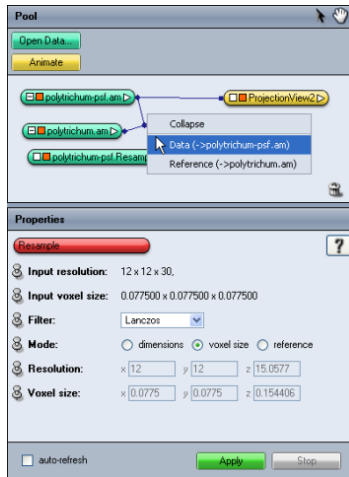 Pool
Open Data...
Animate
polytrichum-psf.am
ProjectionView2
Collapse
polytrichum.am
Data (->polytrichum-psf.am)
polytrichum-psf.Resamp
Reference (->polytrichum.am)
Properties
Resample
?
Input resolution: 12 x 12 x 30,
Input voxel size: 0.077500 x 0.077500 x 0.077500
Filter: Lanczos
Mode: dimensions voxel size reference
Resolution: x 12 y 12 z 15.0577
Voxel size: x 0.0775 y 0.0775 z 0.154406
auto-refresh Apply Stop